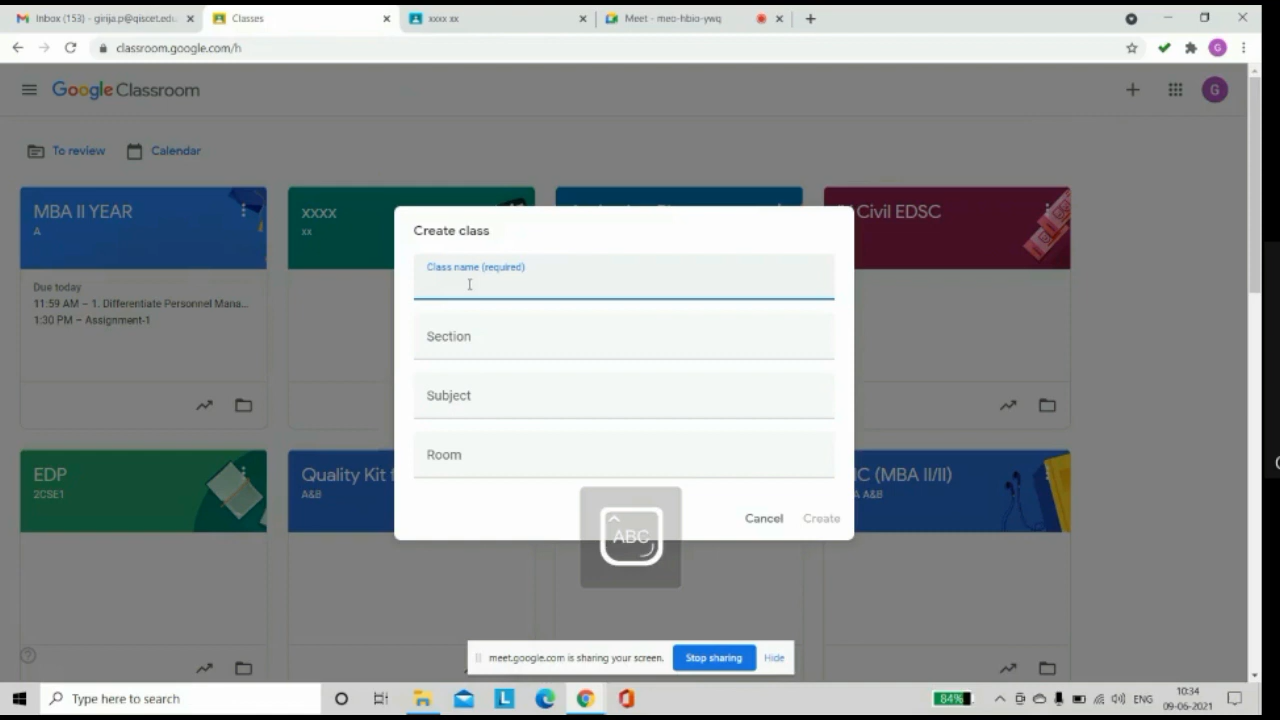 Inbox (153) - girija.p@qiscet.edu.
Classes
xxxx xx
Meet - meo-hbio-ywq
classroom.google.com/h
G
Google Classroom
G
To review
Calendar
MBA II YEAR
A
Due today
11:59 AM – 1. Differentiate Personnel Mana...
1:30 PM – Assignment-1
xxxx
xx
Civil EDSC
Create class
Class name (required)
Section
Subject
Room
Cancel
Create
ABC
EDP
2CSE1
Quality Kit
A&B
C (MBA II/II)
A A&B
meet.google.com is sharing your screen.
Stop sharing
Hide
Type here to search
L
84%
ENG
10:34
09-06-2021